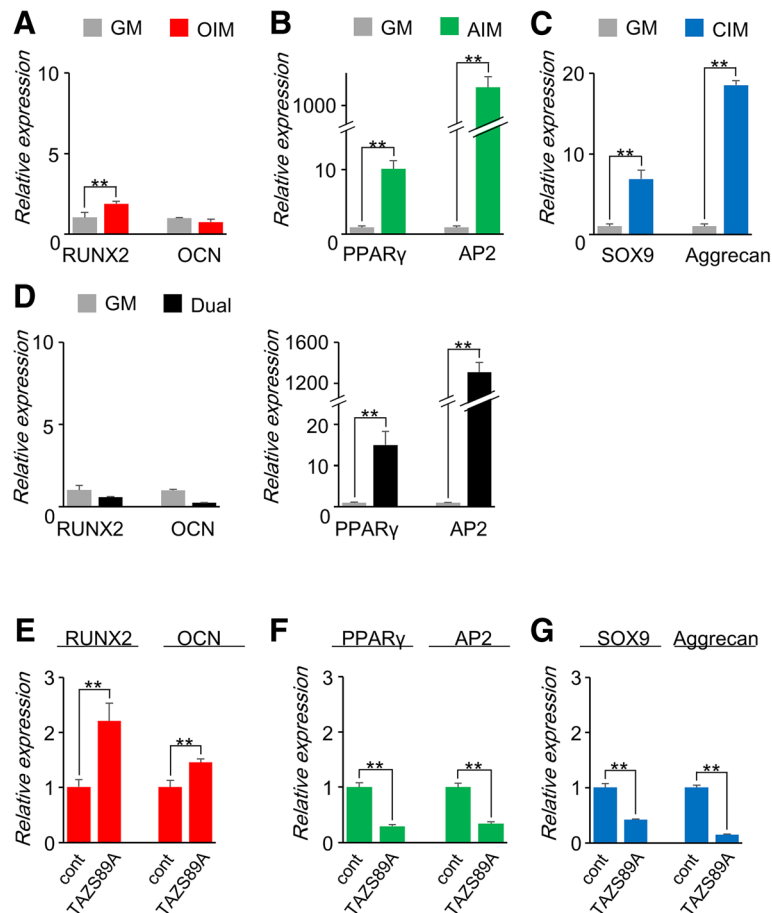 A
GM OIM
Relative expression
10
5
0
**
RUNX2 OCN
B
GM AIM
Relative expression
1000
10
0
**
**
PPARγ AP2
C
GM CIM
Relative expression
20
10
0
**
**
SOX9 Aggrecan
D
GM Dual
Relative expression
10
5
0
RUNX2 OCN
Relative expression
1600
1300
20
10
0
**
**
PPARγ AP2
E
RUNX2 OCN
Relative expression
3
2
1
0
**
**
cont TAZS89A cont TAZS89A
F
PPARγ AP2
Relative expression
3
2
1
0
**
**
cont TAZS89A cont TAZS89A
G
SOX9 Aggrecan
Relative expression
3
2
1
0
**
**
cont TAZS89A cont TAZS89A